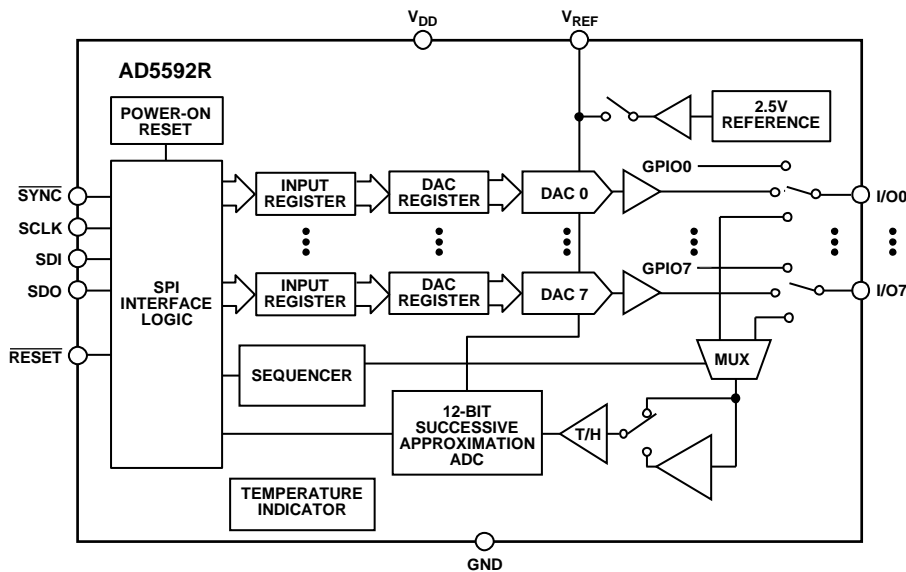 VDD
VREF
AD5592R
POWER-ON
RESET
2.5V
REFERENCE
SYNC
SCLK
SDI
SDO
RESET
SPI
INTERFACE
LOGIC
INPUT
REGISTER
DAC
REGISTER
DAC 0
GPIO0
I/O0
INPUT
REGISTER
DAC
REGISTER
DAC 7
GPIO7
I/O7
SEQUENCER
MUX
12-BIT
SUCCESSIVE
APPROXIMATION
ADC
T/H
TEMPERATURE
INDICATOR
GND